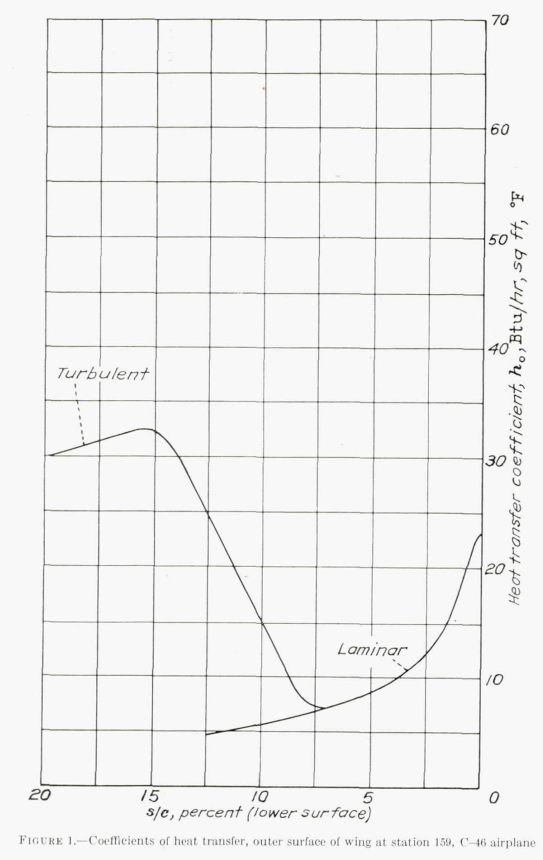 70
60
50
40
30
20
10
0
Heat transfer coefficient, h₀, Btu/hr, sq ft, °F
Turbulent
Laminar
20 15 10 5
s/c, percent (lower surface)
FIGURE 1.—Coefficients of heat transfer, outer surface of wing at station 159, C-46 airplane